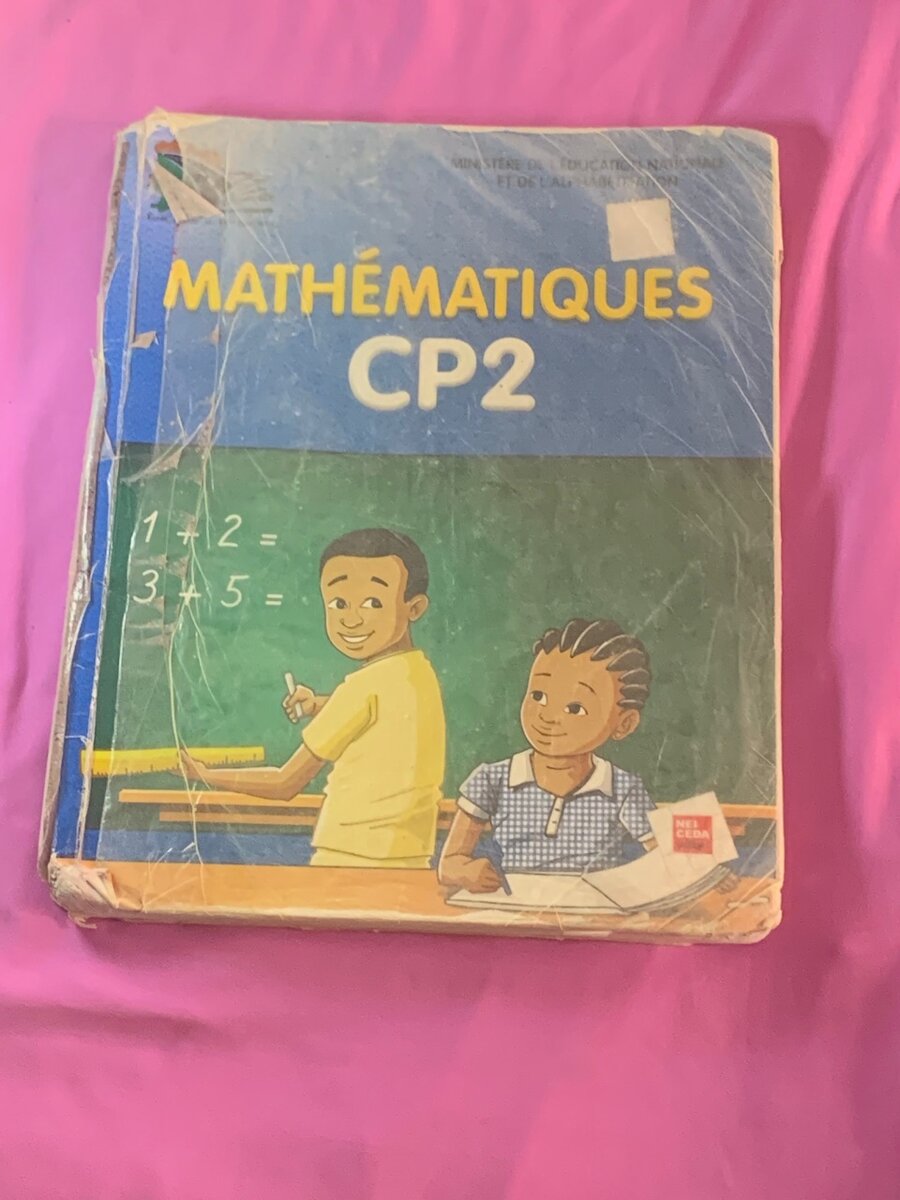 MINISTÈRE DE L'ÉDUCATION NATIONALE
ET DE L'ALPHABÉTISATION
MATHÉMATIQUES
CP2
1 + 2 =
3 + 5 =
NEI
CEDA